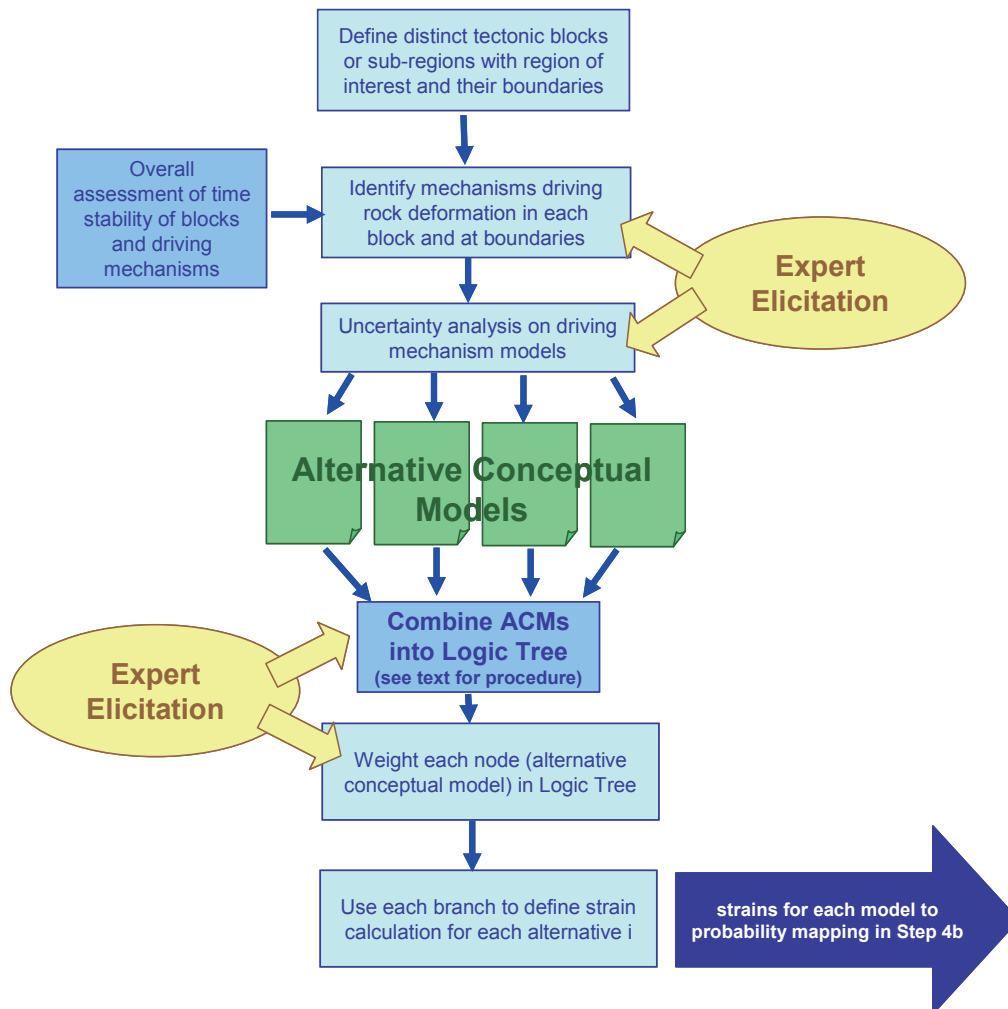 Define distinct tectonic blocks
or sub-regions with region of
interest and their boundaries
Overall
assessment of time
stability of blocks
and driving
mechanisms
Identify mechanisms driving
rock deformation in each
block and at boundaries
Expert
Elicitation
Uncertainty analysis on driving
mechanism models
Alternative Conceptual
Models
Combine ACMs
into Logic Tree
(see text for procedure)
Expert
Elicitation
Weight each node (alternative
conceptual model) in Logic Tree
Use each branch to define strain
calculation for each alternative i
strains for each model to
probability mapping in Step 4b